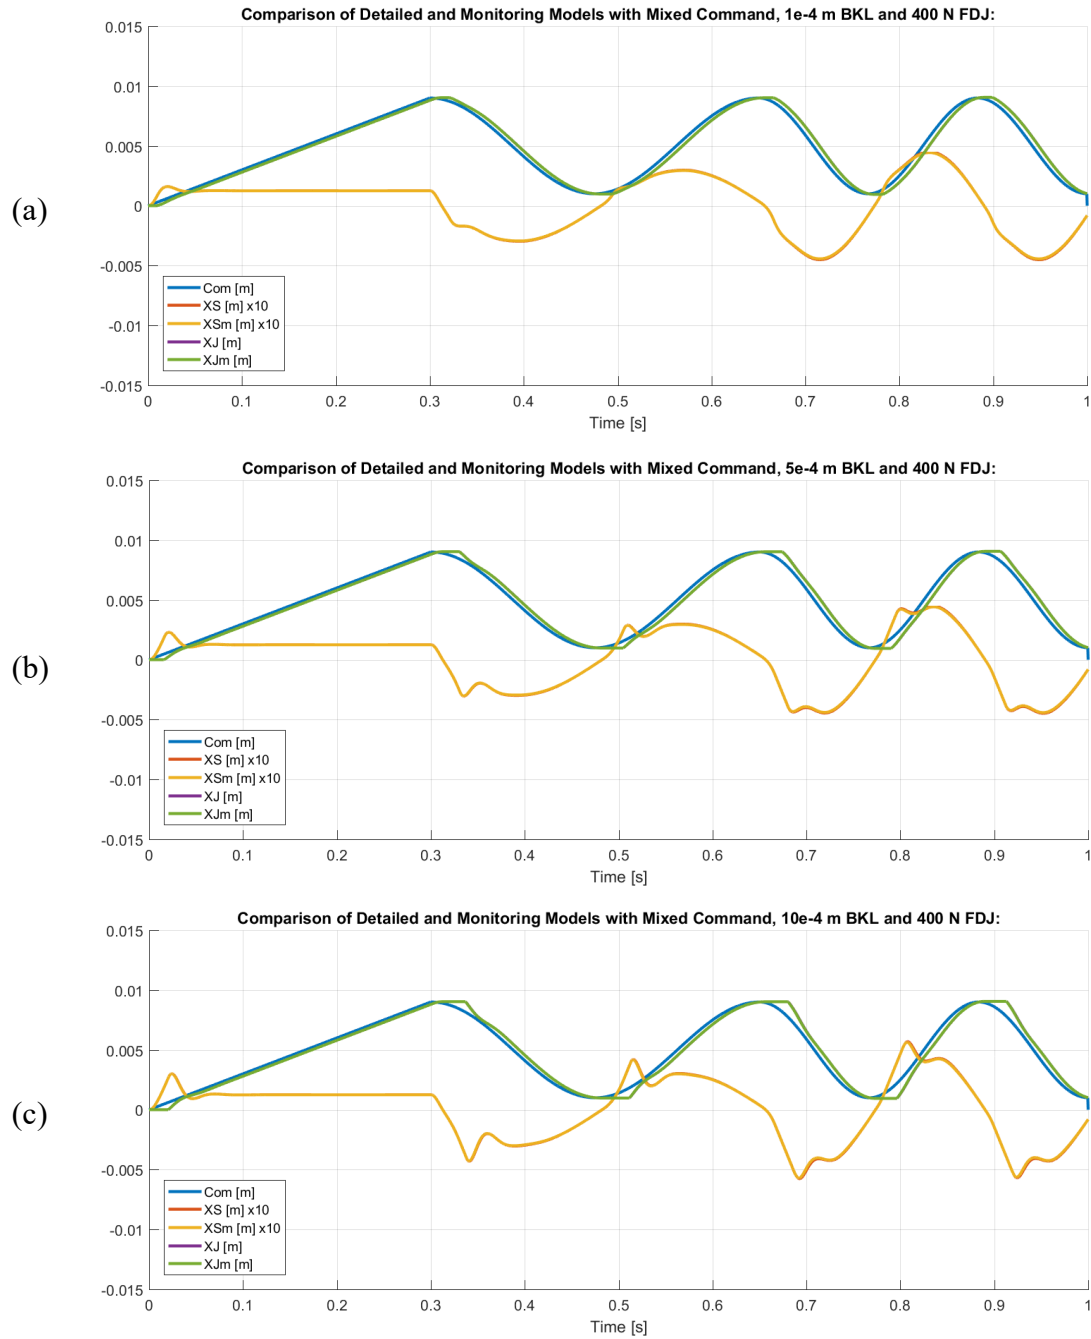 Comparison of Detailed and Monitoring Models with Mixed Command, 1e-4 m BKL and 400 N FDJ:
0.015
0.01
0.005
0
-0.005
-0.01
-0.015
(a)
Com [m]
XS [m] x10
XSm [m] x10
XJ [m]
XJm [m]
0 0.1 0.2 0.3 0.4 0.5 0.6 0.7 0.8 0.9 1
Time [s]
Comparison of Detailed and Monitoring Models with Mixed Command, 5e-4 m BKL and 400 N FDJ:
0.015
0.01
0.005
0
-0.005
-0.01
-0.015
(b)
Com [m]
XS [m] x10
XSm [m] x10
XJ [m]
XJm [m]
0 0.1 0.2 0.3 0.4 0.5 0.6 0.7 0.8 0.9 1
Time [s]
Comparison of Detailed and Monitoring Models with Mixed Command, 10e-4 m BKL and 400 N FDJ:
0.015
0.01
0.005
0
-0.005
-0.01
-0.015
(c)
Com [m]
XS [m] x10
XSm [m] x10
XJ [m]
XJm [m]
0 0.1 0.2 0.3 0.4 0.5 0.6 0.7 0.8 0.9 1
Time [s]